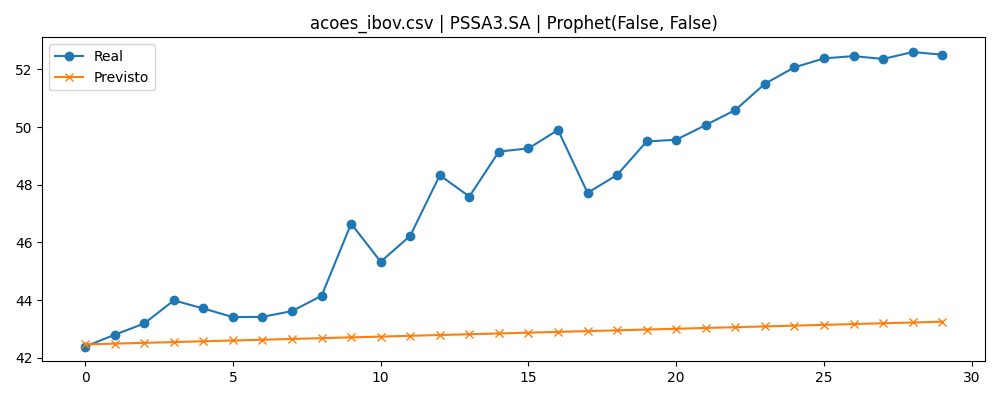 acoes_ibov.csv | PSSA3.SA | Prophet(False, False)
Real
Previsto
52
50
48
46
44
42
0 5 10 15 20 25 30